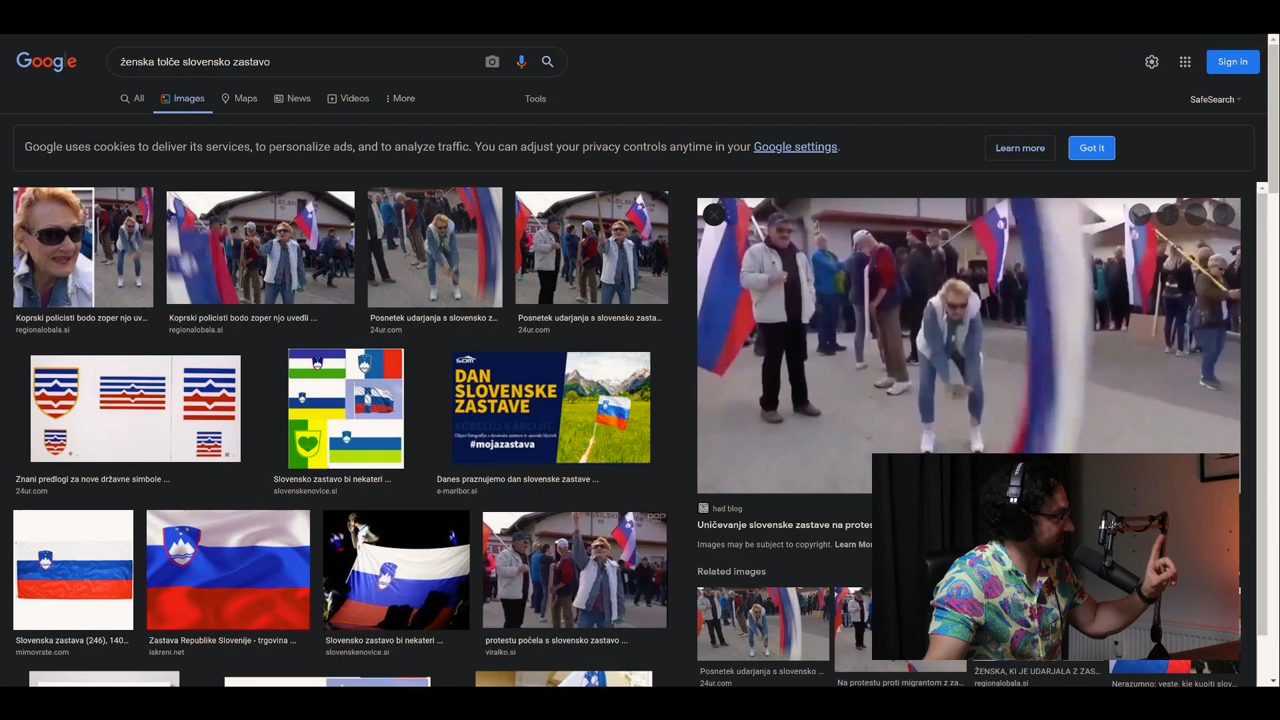 Google
ženska tolče slovensko zastavo
Sign in
All
Images
Maps
News
Videos
More
Tools
SafeSearch
Google uses cookies to deliver its services, to personalize ads, and to analyze traffic. You can adjust your privacy controls anytime in your Google settings.
Learn more
Got it
Koprski policisti bodo zoper njo uv...
regionalobala.si
Koprski policisti bodo zoper njo uvedli ...
regionalobala.si
Posnetek udarjanja s slovensko z...
24ur.com
Posnetek udarjanja s slovensko zasta...
24ur.com
DAN
SLOVENSKE
ZASTAVE
SODELUJ V AKCIJI!
#mojazastava
Znani predlogi za nove državne simbole ...
24ur.com
Slovensko zastavo bi nekateri ...
slovenskenovice.si
Danes praznujemo dan slovenske zastave ...
e-maribor.si
had blog
Uničevanje slovenske zastave na protes
Images may be subject to copyright. Learn Mor
Related images
pop
Slovenska zastava (246), 140...
mimovrste.com
Zastava Republike Slovenije - trgovina ...
iskreni.net
Slovensko zastavo bi nekateri ...
slovenskenovice.si
protestu počela s slovensko zastavo ...
viralko.si
Posnetek udarjanja s slovensko ...
24ur.com
Na protestu proti migrantom z za...
ŽENSKA, KI JE UDARJALA Z ZAS...
regionalobala.si
Nerazumno: veste, kje kupiti slov...